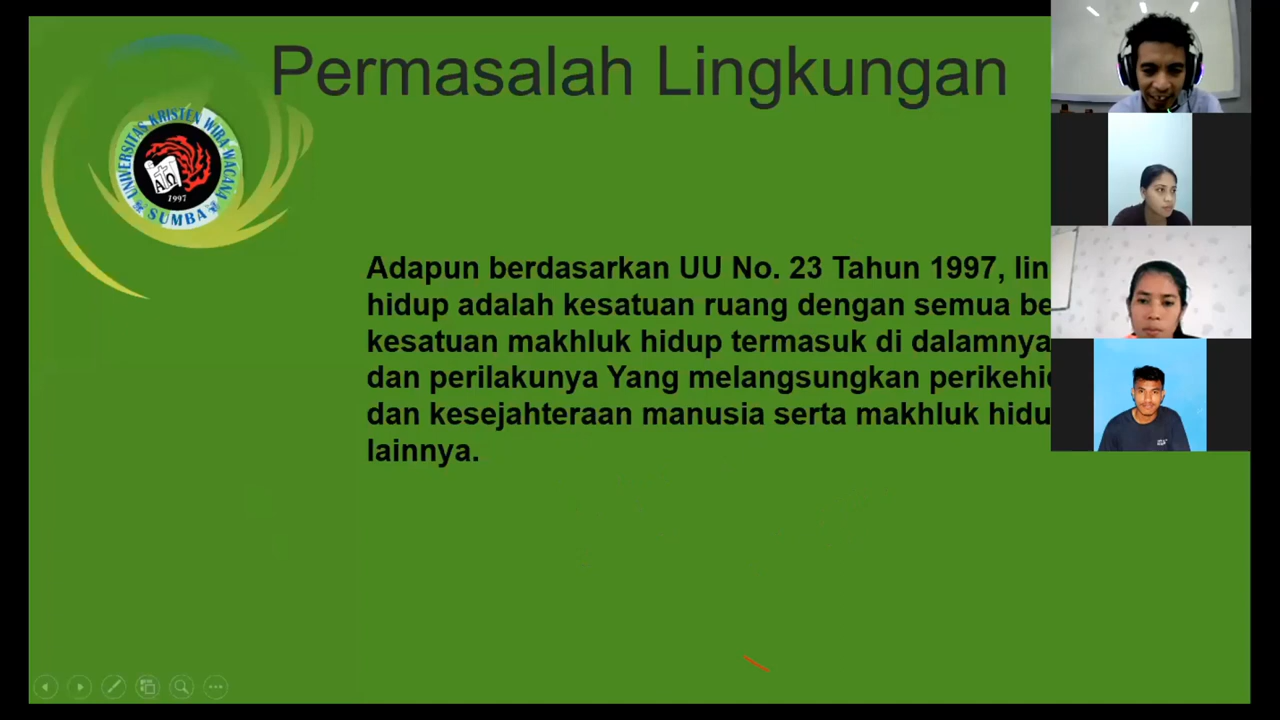 Permasalah Lingkungan
UNIVERSITAS KRISTEN WIRA WACANA
ΑΩ
1997
SUMBA
Adapun berdasarkan UU No. 23 Tahun 1997,
hidup adalah kesatuan ruang dengan semua
kesatuan makhluk hidup termasuk di dalamnya
dan perilakunya Yang melangsungkan
dan kesejahteraan manusia serta makhluk
lainnya.